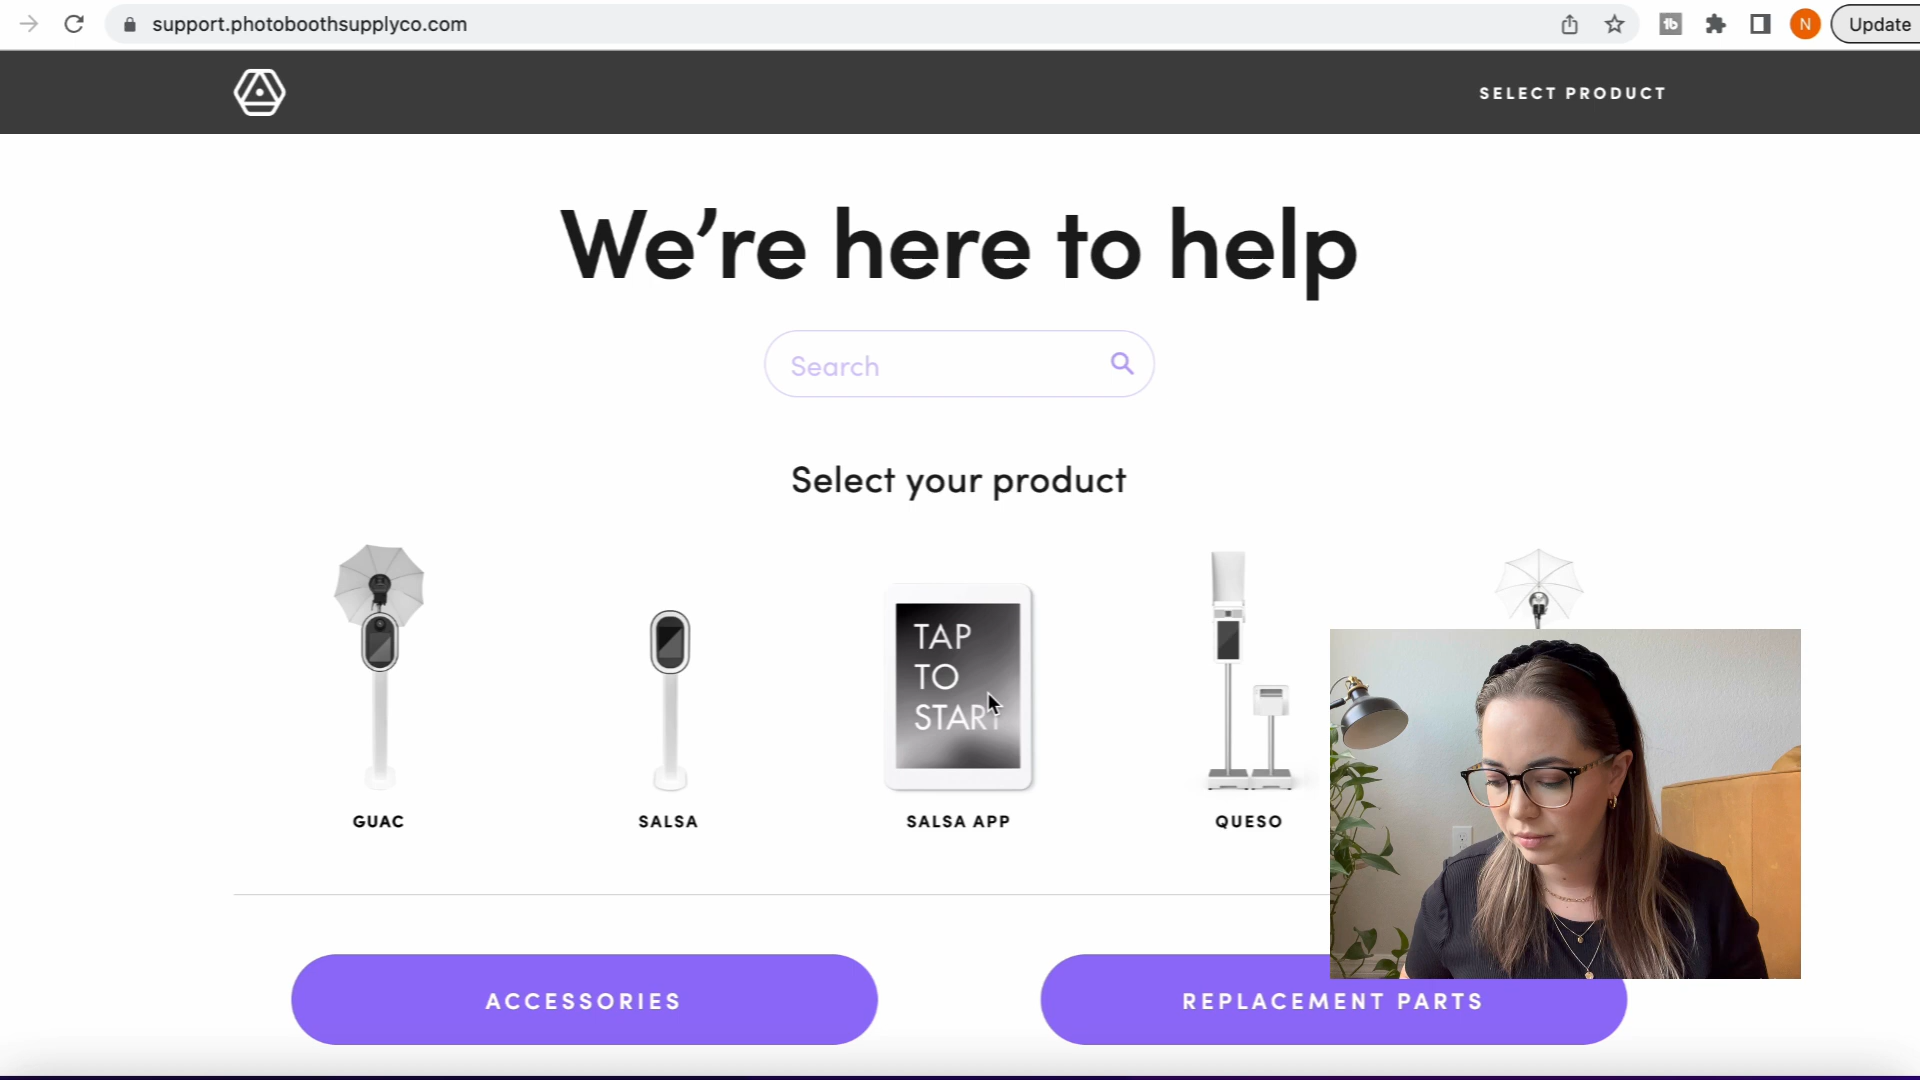 support.photoboothsupplyco.com
N
Update
SELECT PRODUCT
We're here to help
Search
Select your product
TAP
TO
START
GUAC
SALSA
SALSA APP
QUESO
ACCESSORIES
REPLACEMENT PARTS